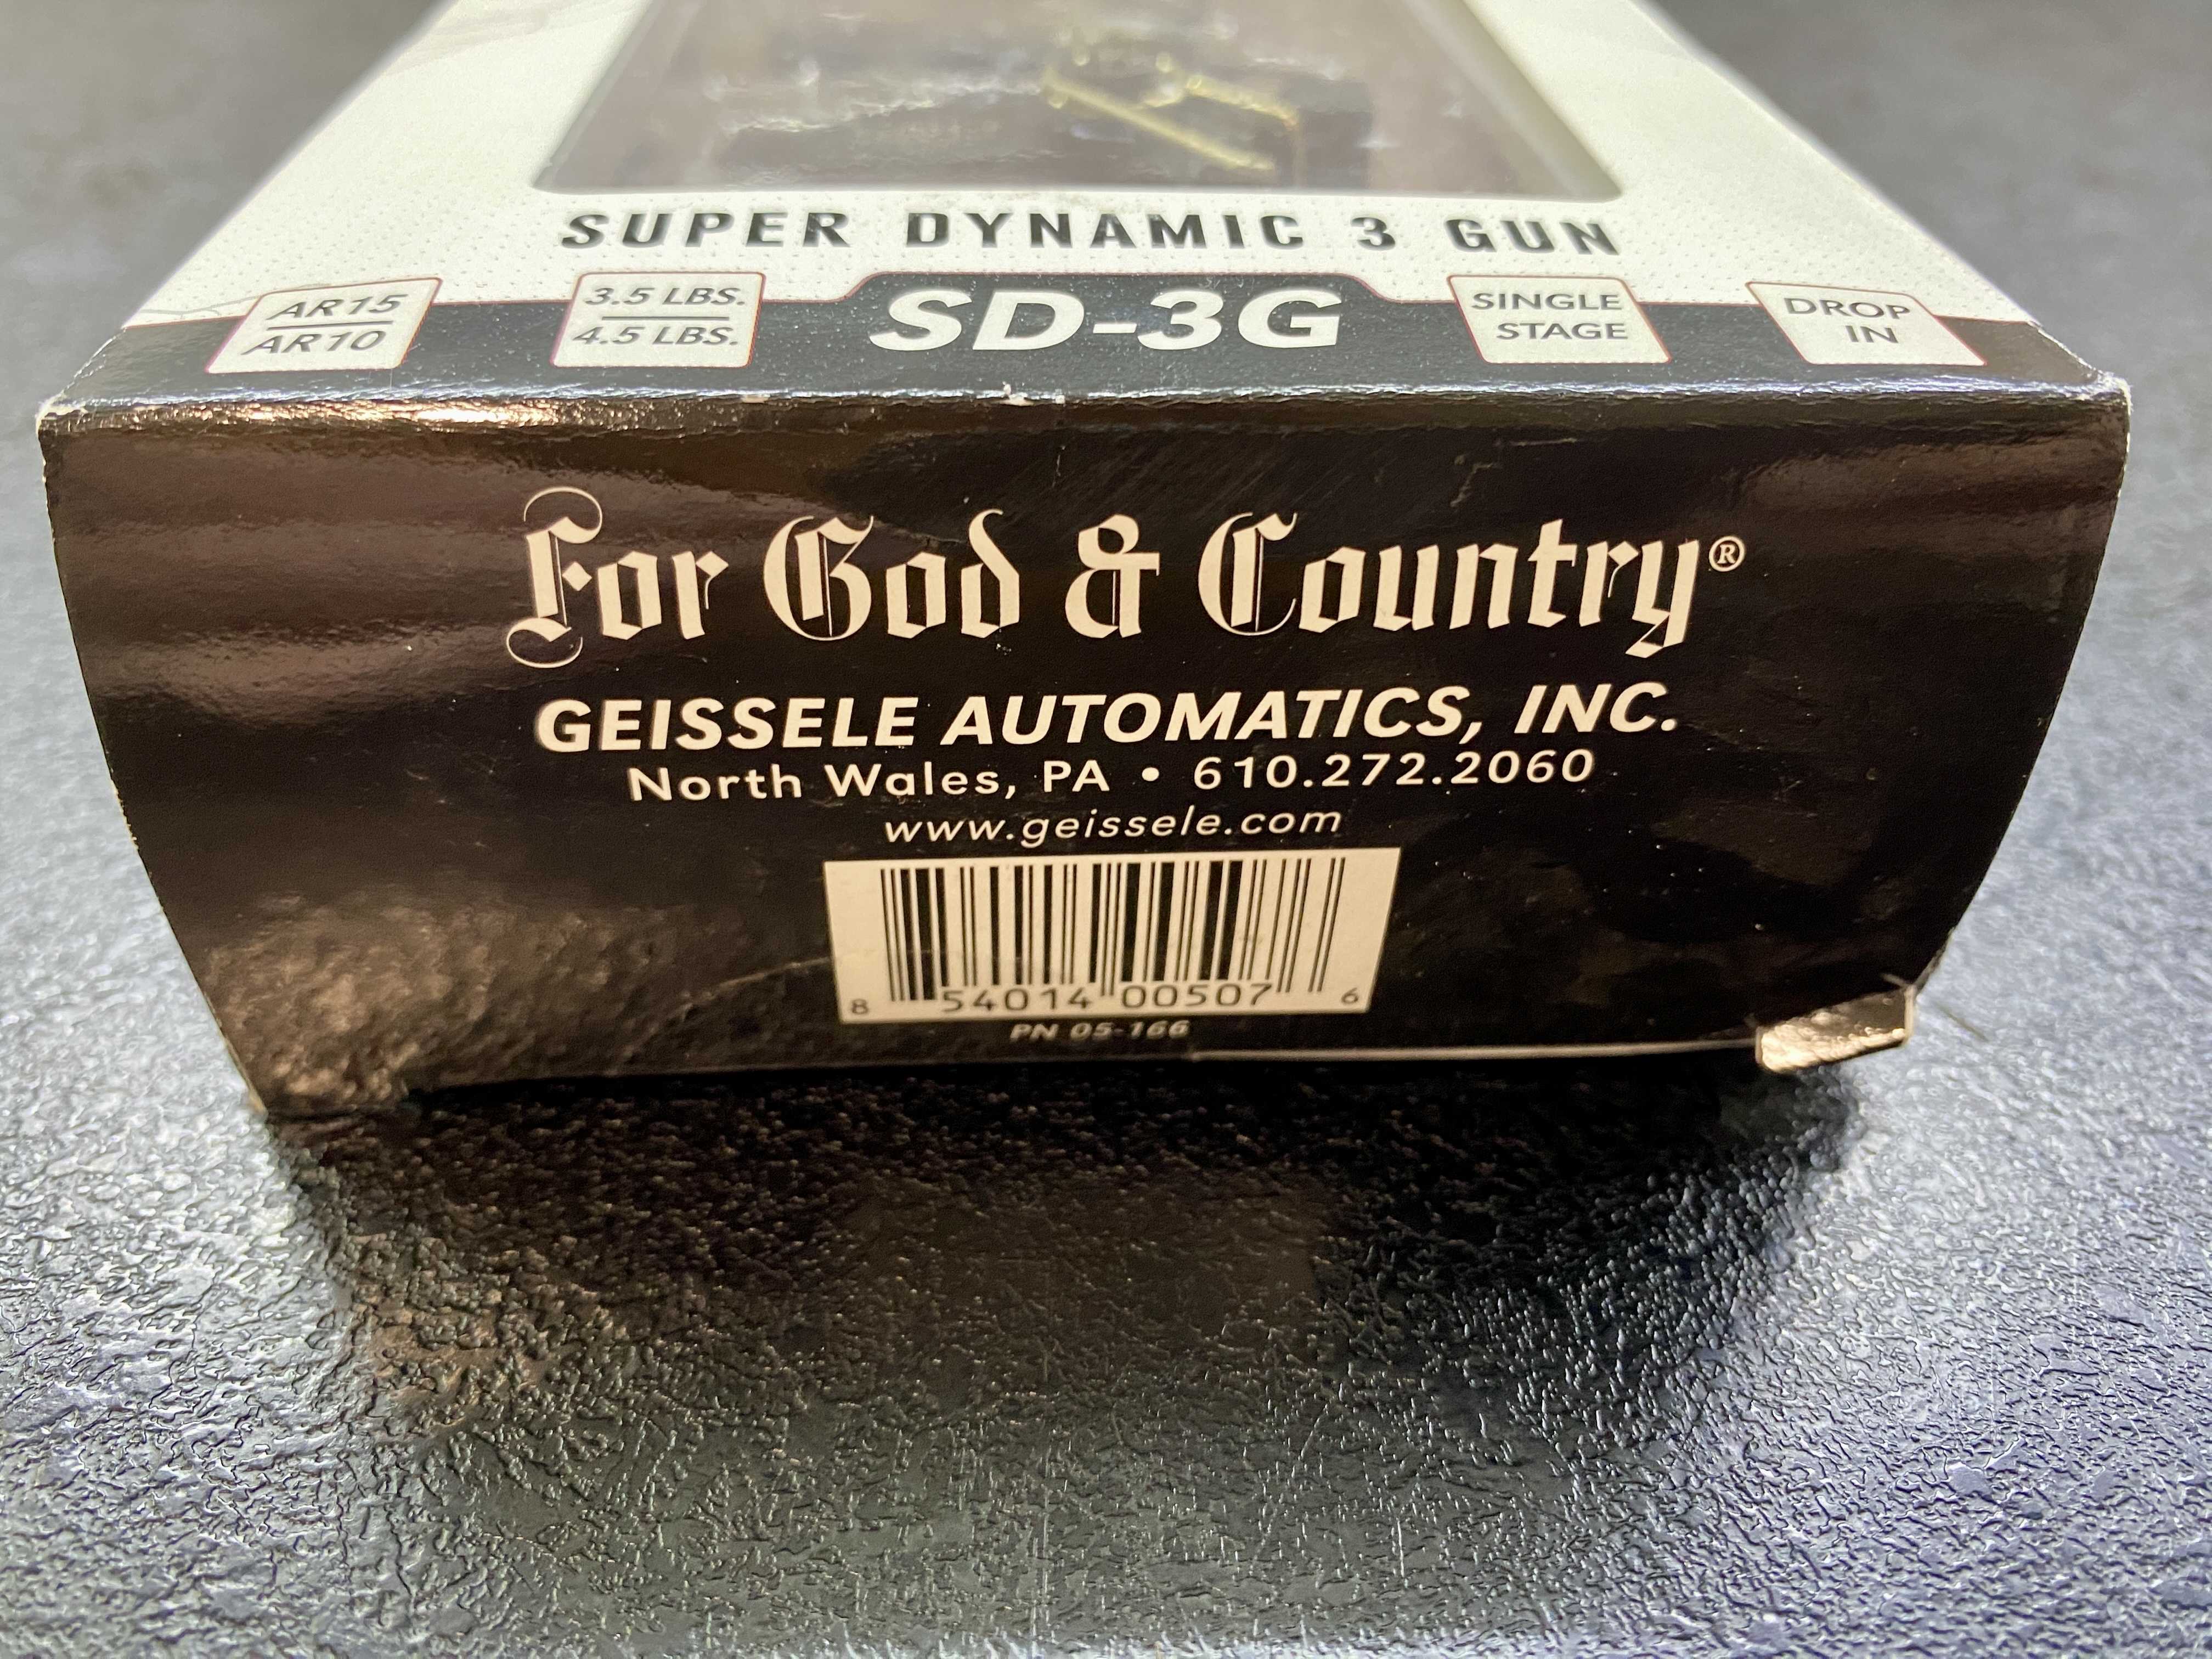 SUPER DYNAMIC 3 GUN
AR15
AR10
3.5 LBS.
4.5 LBS.
SD-3G
SINGLE
STAGE
DROP
IN
For God & Country®
GEISSELE AUTOMATICS, INC.
North Wales, PA • 610.272.2060
www.geissele.com
8 54014 00507 6
PN 05-166